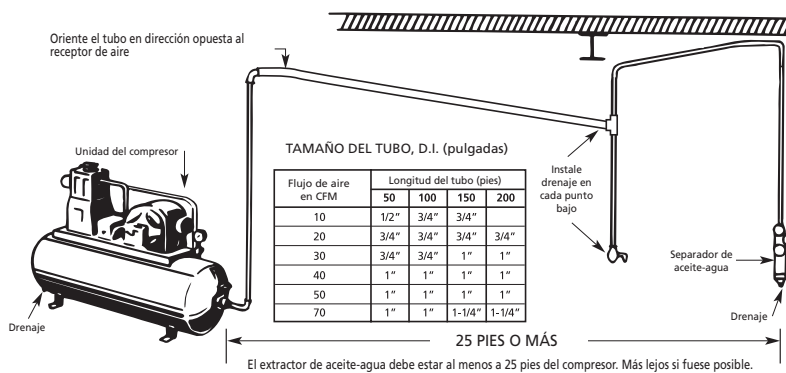 Oriente el tubo en dirección opuesta al
receptor de aire
Unidad del compresor
TAMAÑO DEL TUBO, D.I. (pulgadas)
Flujo de aire
en CFM
Longitud del tubo (pies)
50 100 150 200
10 1/2" 3/4" 3/4"
20 3/4" 3/4" 3/4" 3/4"
30 3/4" 3/4" 1" 1"
40 1" 1" 1" 1"
50 1" 1" 1" 1"
70 1" 1" 1-1/4" 1-1/4"
Instale
drenaje en
cada punto
bajo
Separador de
aceite-agua
Drenaje
Drenaje
25 PIES O MÁS
El extractor de aceite-agua debe estar al menos a 25 pies del compresor. Más lejos si fuese posible.